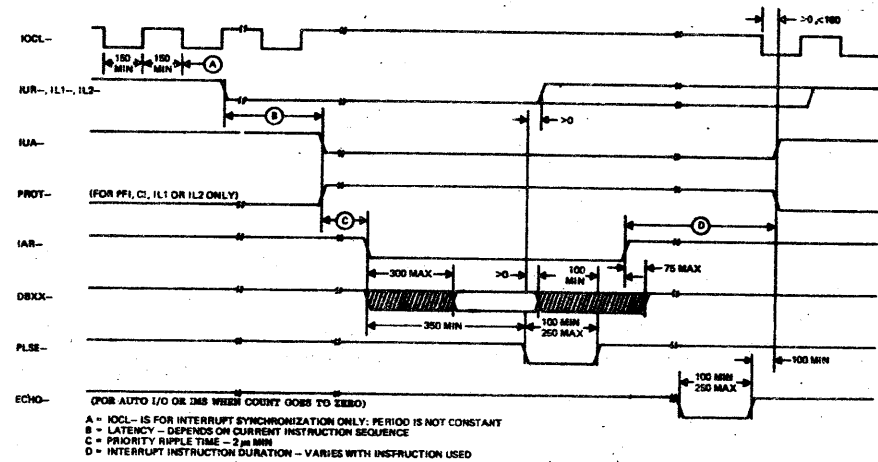 >0,<180
IOCL–
150 MIN
150 MIN
A
IUR–, IL1–, IL2–
B
>0
IUA–
PROT–
(FOR PFI, CI, IL1 OR IL2 ONLY)
C
D
IAR–
300 MAX
>0
100 MIN
75 MAX
DBXX–
350 MIN
100 MIN
250 MAX
PLSE–
100 MIN
100 MIN
250 MAX
ECHO–
(FOR AUTO I/O OR IMS WHEN COUNT GOES TO ZERO)
A = IOCL– IS FOR INTERRUPT SYNCHRONIZATION ONLY: PERIOD IS NOT CONSTANT
B = LATENCY – DEPENDS ON CURRENT INSTRUCTION SEQUENCE
C = PRIORITY RIPPLE TIME – 2 µs MIN
D = INTERRUPT INSTRUCTION DURATION – VARIES WITH INSTRUCTION USED